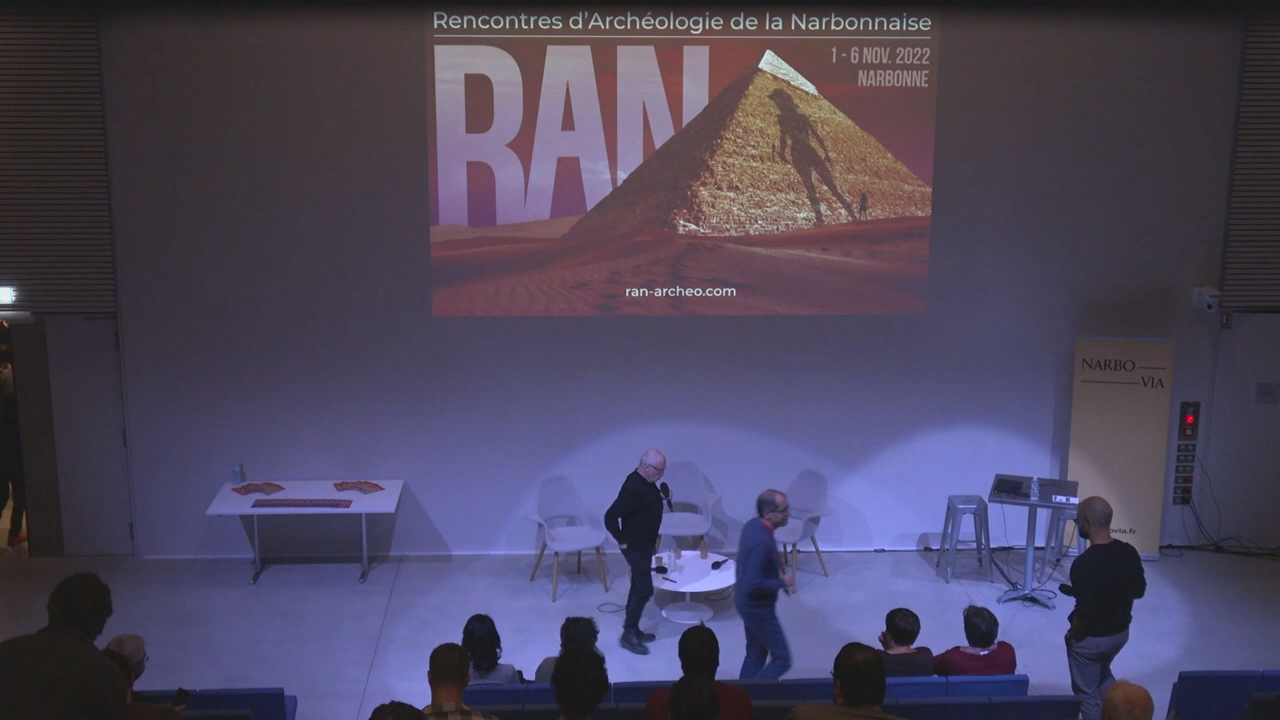 Rencontres d'Archéologie de la Narbonnaise
RAN
1 - 6 NOV. 2022
NARBONNE
ran-archeo.com
NARBO
VIA